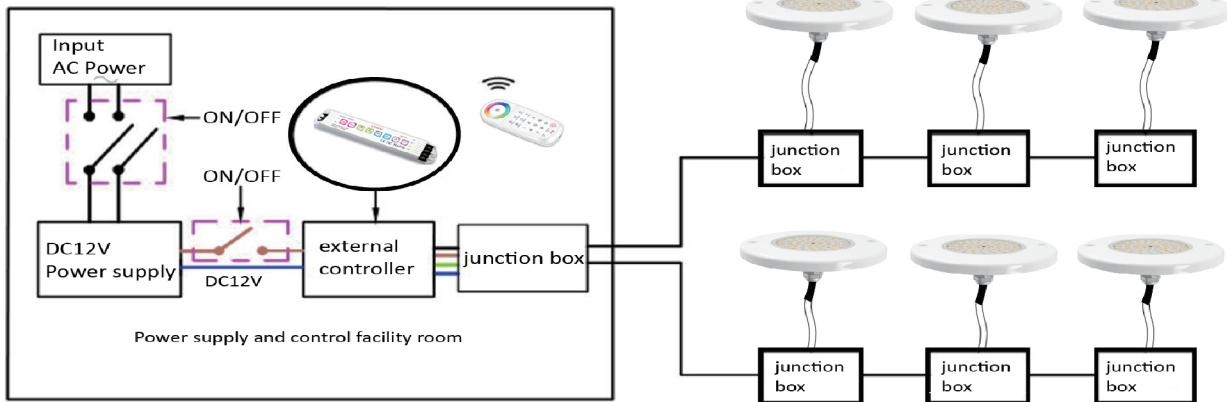 Input
AC Power
ON/OFF
ON/OFF
DC12V
Power supply
DC12V
external
controller
junction box
Power supply and control facility room
junction
box
junction
box
junction
box
junction
box
junction
box
junction
box